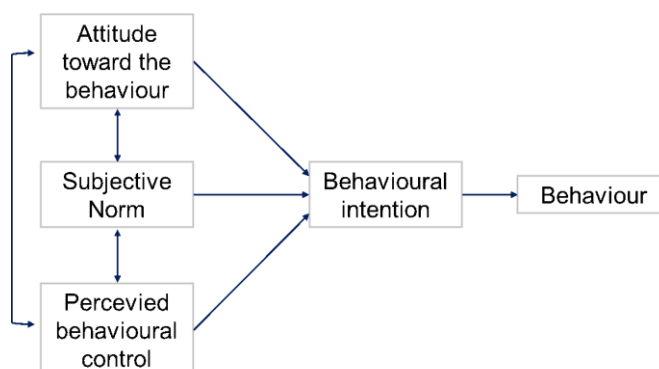 Attitude
toward the
behaviour
Subjective
Norm
Percevied
behavioural
control
Behavioural
intention
Behaviour